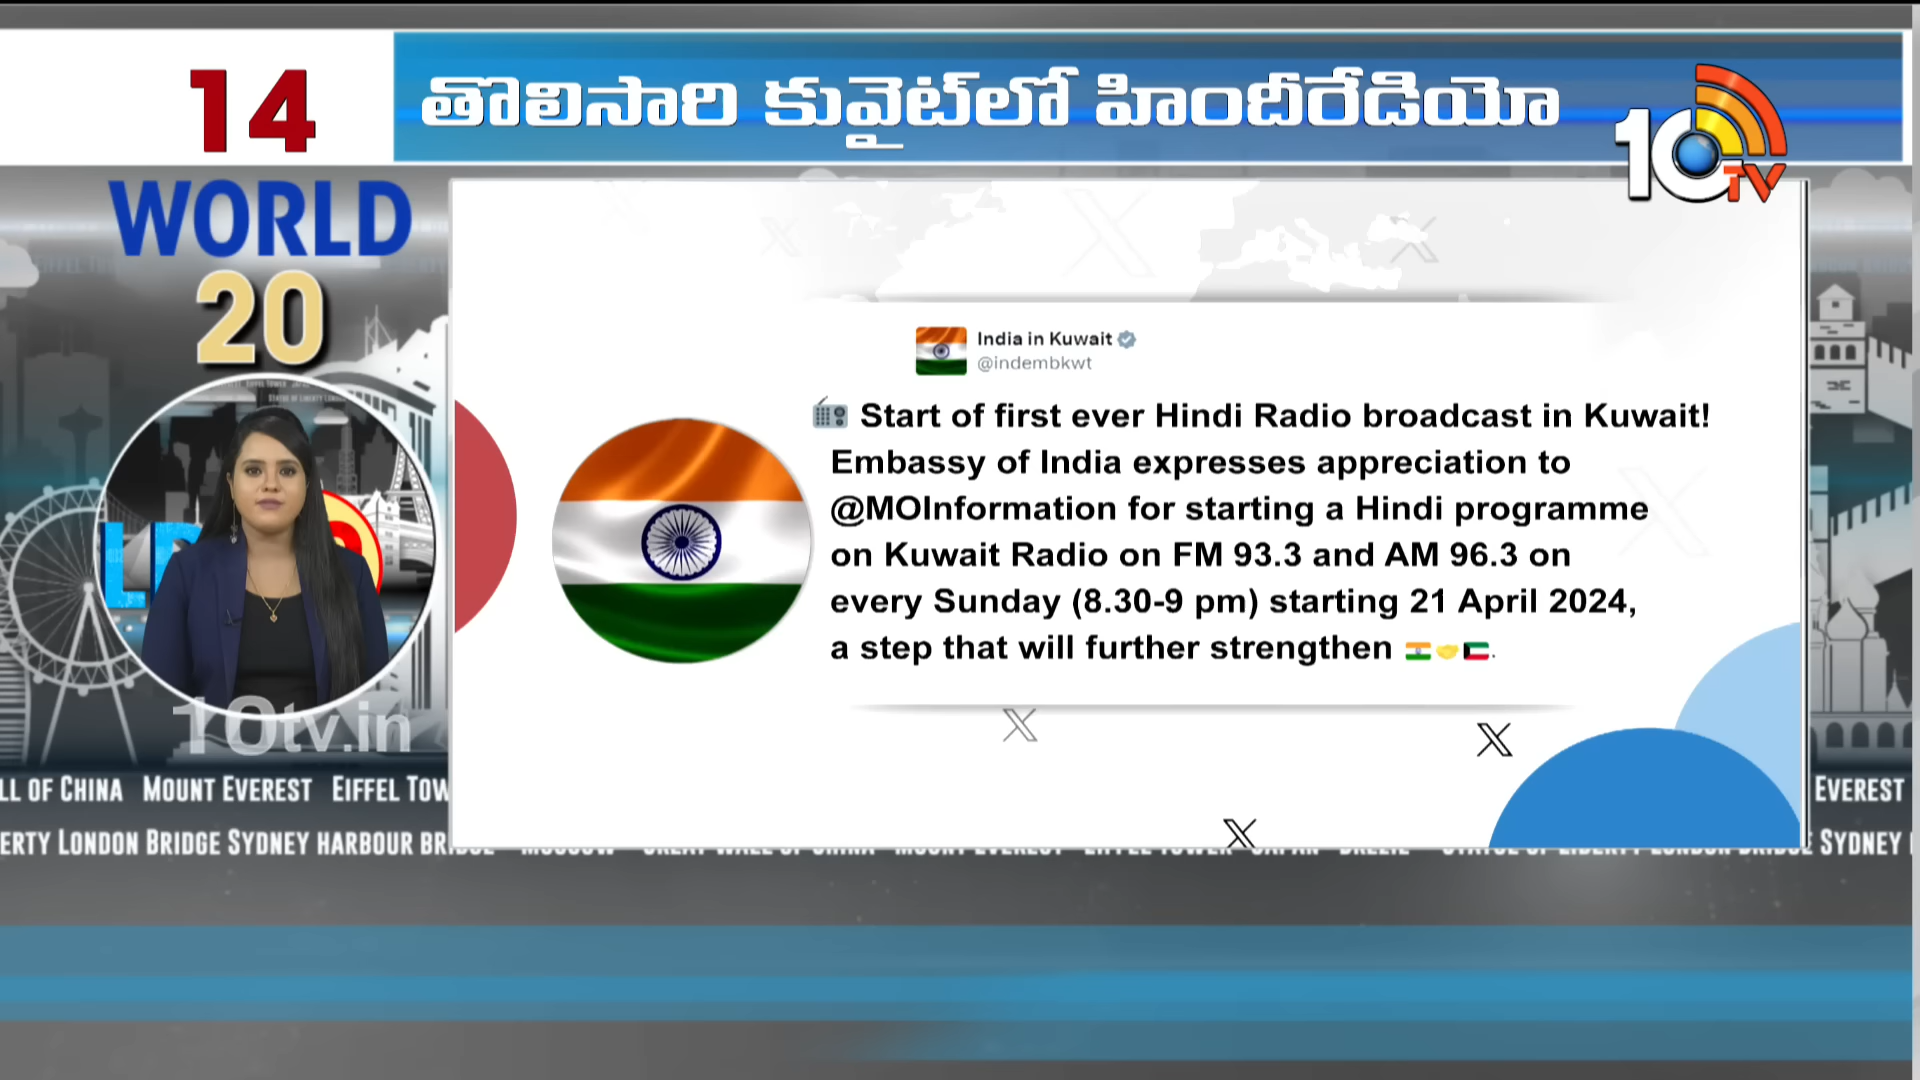 14
తొలిసారి కువైట్‌లో హిందీరేడియో
10TV
WORLD
20
India in Kuwait
@indembkwt
Start of first ever Hindi Radio broadcast in Kuwait!
Embassy of India expresses appreciation to
@MOInformation for starting a Hindi programme
on Kuwait Radio on FM 93.3 and AM 96.3 on
every Sunday (8.30-9 pm) starting 21 April 2024,
a step that will further strengthen 🇮🇳🤝🇰🇼.
10tv.in
LL OF CHINA MOUNT EVEREST EIFFEL TOW
EVEREST
ERTY LONDON BRIDGE SYDNEY HARBOUR BR
SYDNEY